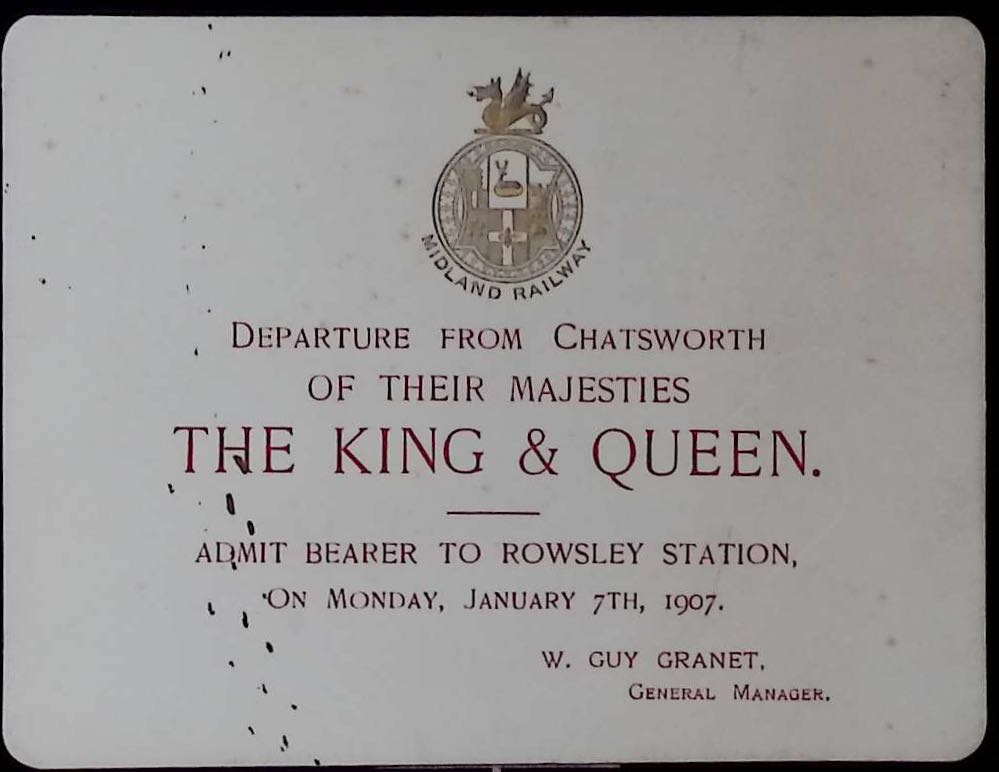 MIDLAND RAILWAY
DEPARTURE FROM CHATSWORTH
OF THEIR MAJESTIES
THE KING & QUEEN.
ADMIT BEARER TO ROWSLEY STATION,
ON MONDAY, JANUARY 7TH, 1907.
W. GUY GRANET,
GENERAL MANAGER.